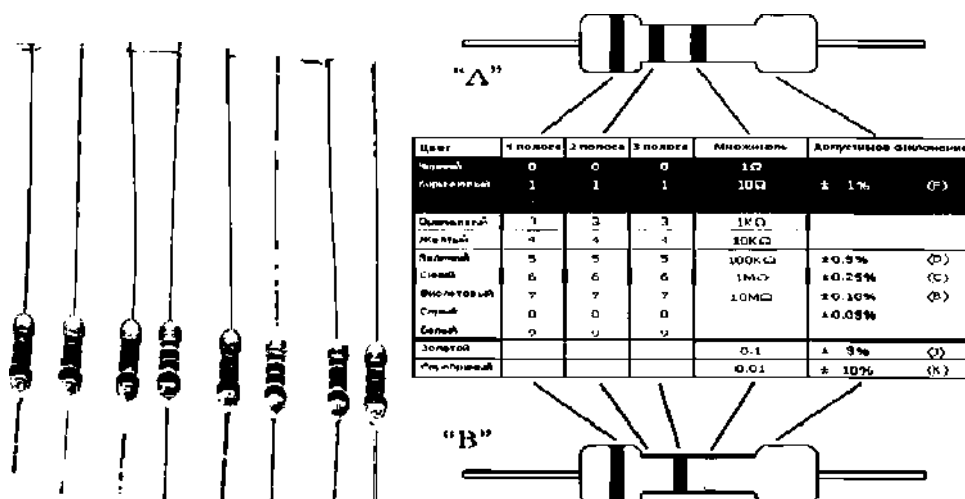 "A"
Цвет 1 полоса 2 полоса 3 полоса Множитель Допустимое отклонение
Черный 0 0 0 1Ω
Коричневый 1 1 1 10Ω ± 1% (F)
Оранжевый 3 3 3 1KΩ
Желтый 4 4 4 10KΩ
Зеленый 5 5 5 100KΩ ±0.5% (D)
Синий 6 6 6 1MΩ ±0.25% (C)
Фиолетовый 7 7 7 10MΩ ±0.10% (B)
Серый ±0.05%
Белый 9 9 9
Золотой 0.1 ± 5% (J)
Серебряный 0.01 ± 10% (K)
"B"